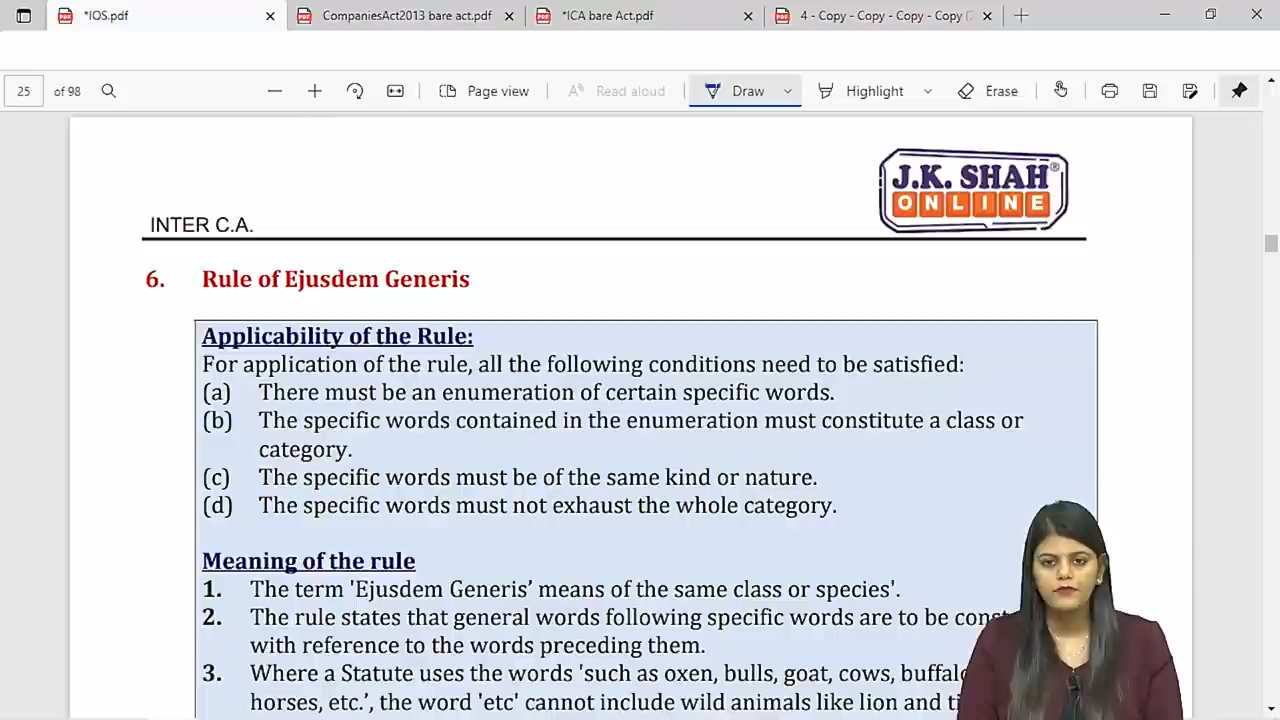 *IOS.pdf
CompaniesAct2013 bare act.pdf
*ICA bare Act.pdf
4 - Copy - Copy - Copy - Copy
25 of 98
Page view
Read aloud
Draw
Highlight
Erase
J.K. SHAH®
ONLINE
INTER C.A.
6. Rule of Ejusdem Generis
Applicability of the Rule:
For application of the rule, all the following conditions need to be satisfied:
(a) There must be an enumeration of certain specific words.
(b) The specific words contained in the enumeration must constitute a class or
category.
(c) The specific words must be of the same kind or nature.
(d) The specific words must not exhaust the whole category.
Meaning of the rule
1. The term 'Ejusdem Generis’ means of the same class or species'.
2. The rule states that general words following specific words are to be
with reference to the words preceding them.
3. Where a Statute uses the words 'such as oxen, bulls, goat, cows,
horses, etc.’, the word 'etc' cannot include wild animals like lion and